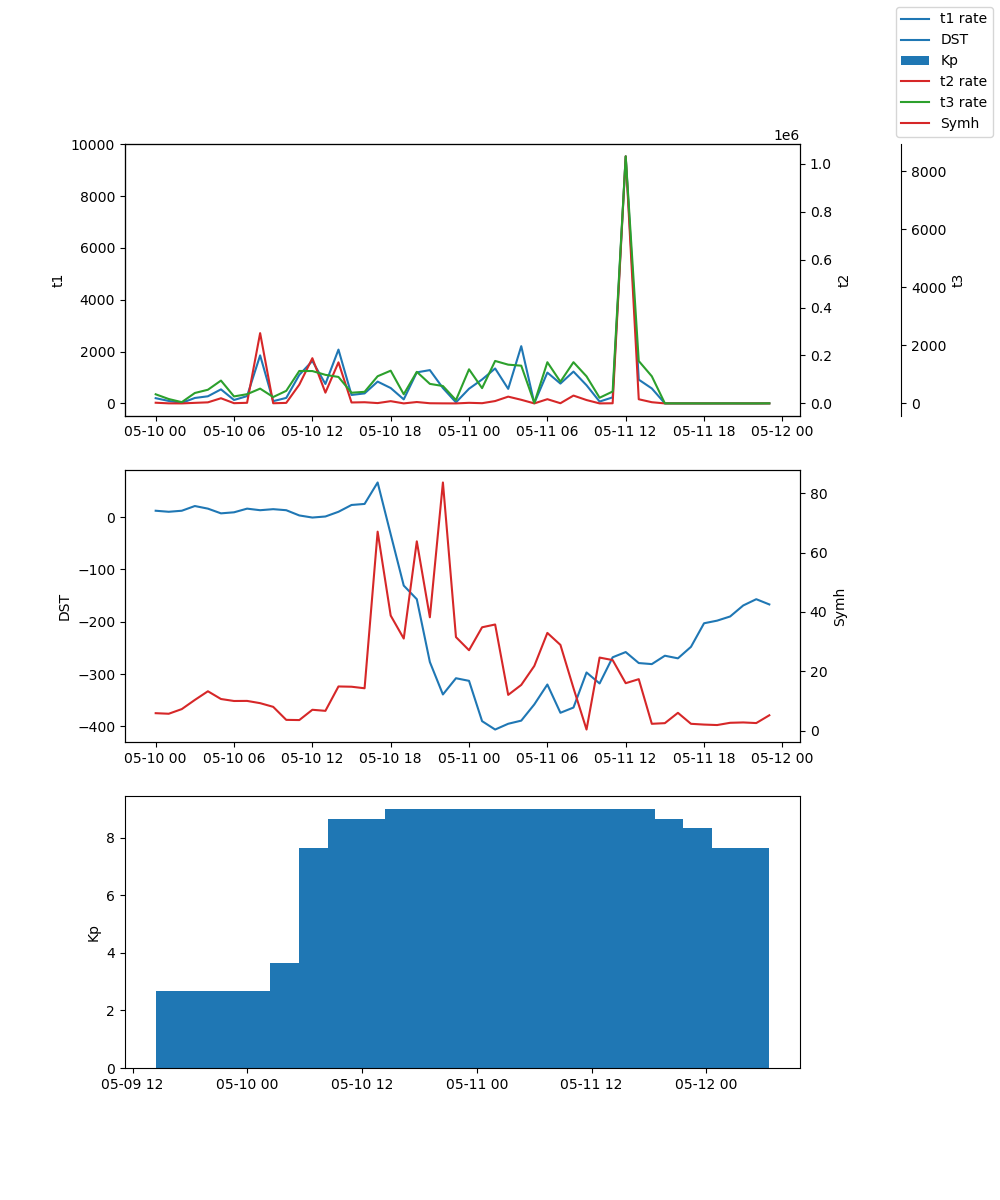 t1 rate
DST
Kp
t2 rate
t3 rate
Symh
1e6
10000
8000
6000
4000
2000
0
t1
1.0
0.8
0.6
0.4
0.2
0.0
t2
8000
6000
4000
2000
0
t3
05-10 00 05-10 06 05-10 12 05-10 18 05-11 00 05-11 06 05-11 12 05-11 18 05-12 00
0
−100
−200
−300
−400
DST
80
60
40
20
0
Symh
05-10 00 05-10 06 05-10 12 05-10 18 05-11 00 05-11 06 05-11 12 05-11 18 05-12 00
8
6
4
2
0
Kp
05-09 12 05-10 00 05-10 12 05-11 00 05-11 12 05-12 00